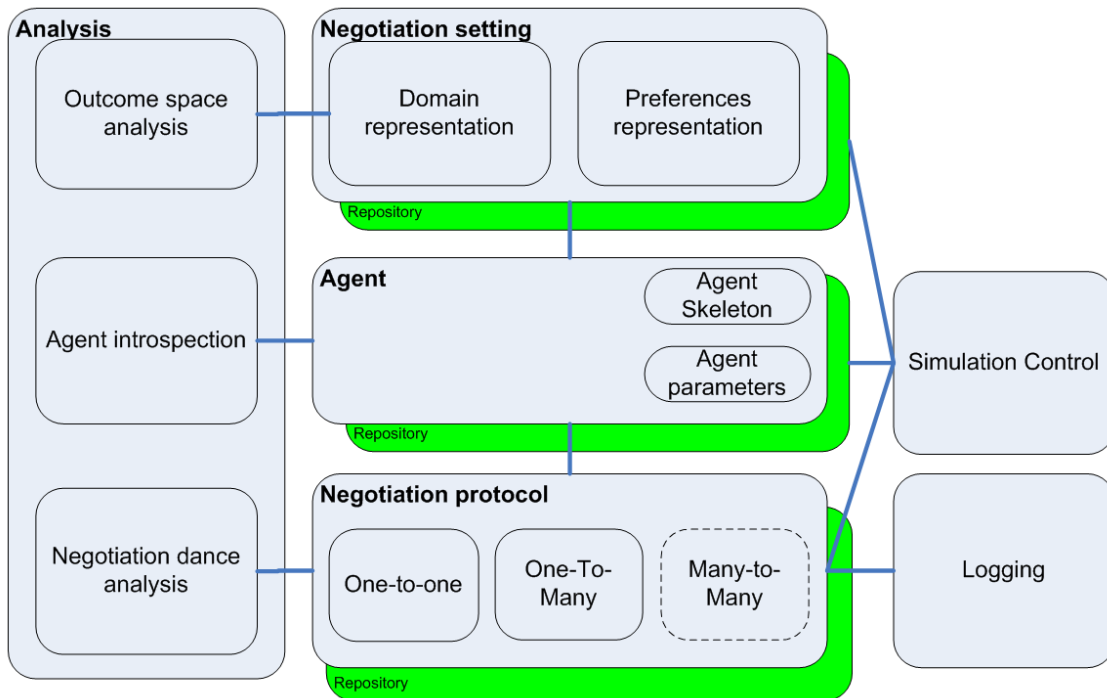 Analysis
Outcome space
analysis
Agent introspection
Negotiation dance
analysis
Negotiation setting
Domain
representation
Preferences
representation
Repository
Agent
Agent
Skeleton
Agent
parameters
Repository
Negotiation protocol
One-to-one
One-To-
Many
Many-to-
Many
Repository
Simulation Control
Logging